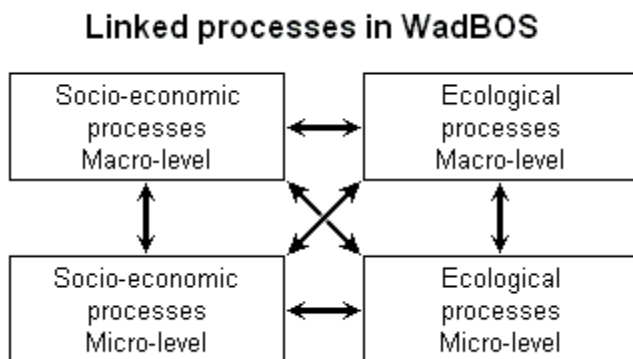 Linked processes in WadBOS
Socio-economic
processes
Macro-level
Ecological
processes
Macro-level
Socio-economic
processes
Micro-level
Ecological
processes
Micro-level